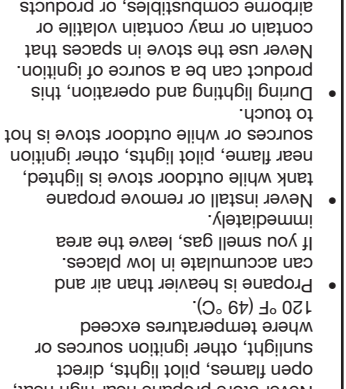 Never store propane near high heat,
open flames, pilot lights, direct
sunlight, other ignition sources or
where temperatures exceed
120 °F (49 °C).
• Propane is heavier than air and
can accumulate in low places.
If you smell gas, leave the area
immediately.
• Never install or remove propane
tank while outdoor stove is lighted,
near flame, pilot lights, other ignition
sources or while outdoor stove is hot
to touch.
• During lighting and operation, this
product can be a source of ignition.
Never use the stove in spaces that
contain or may contain volatile or
airborne combustibles, or products